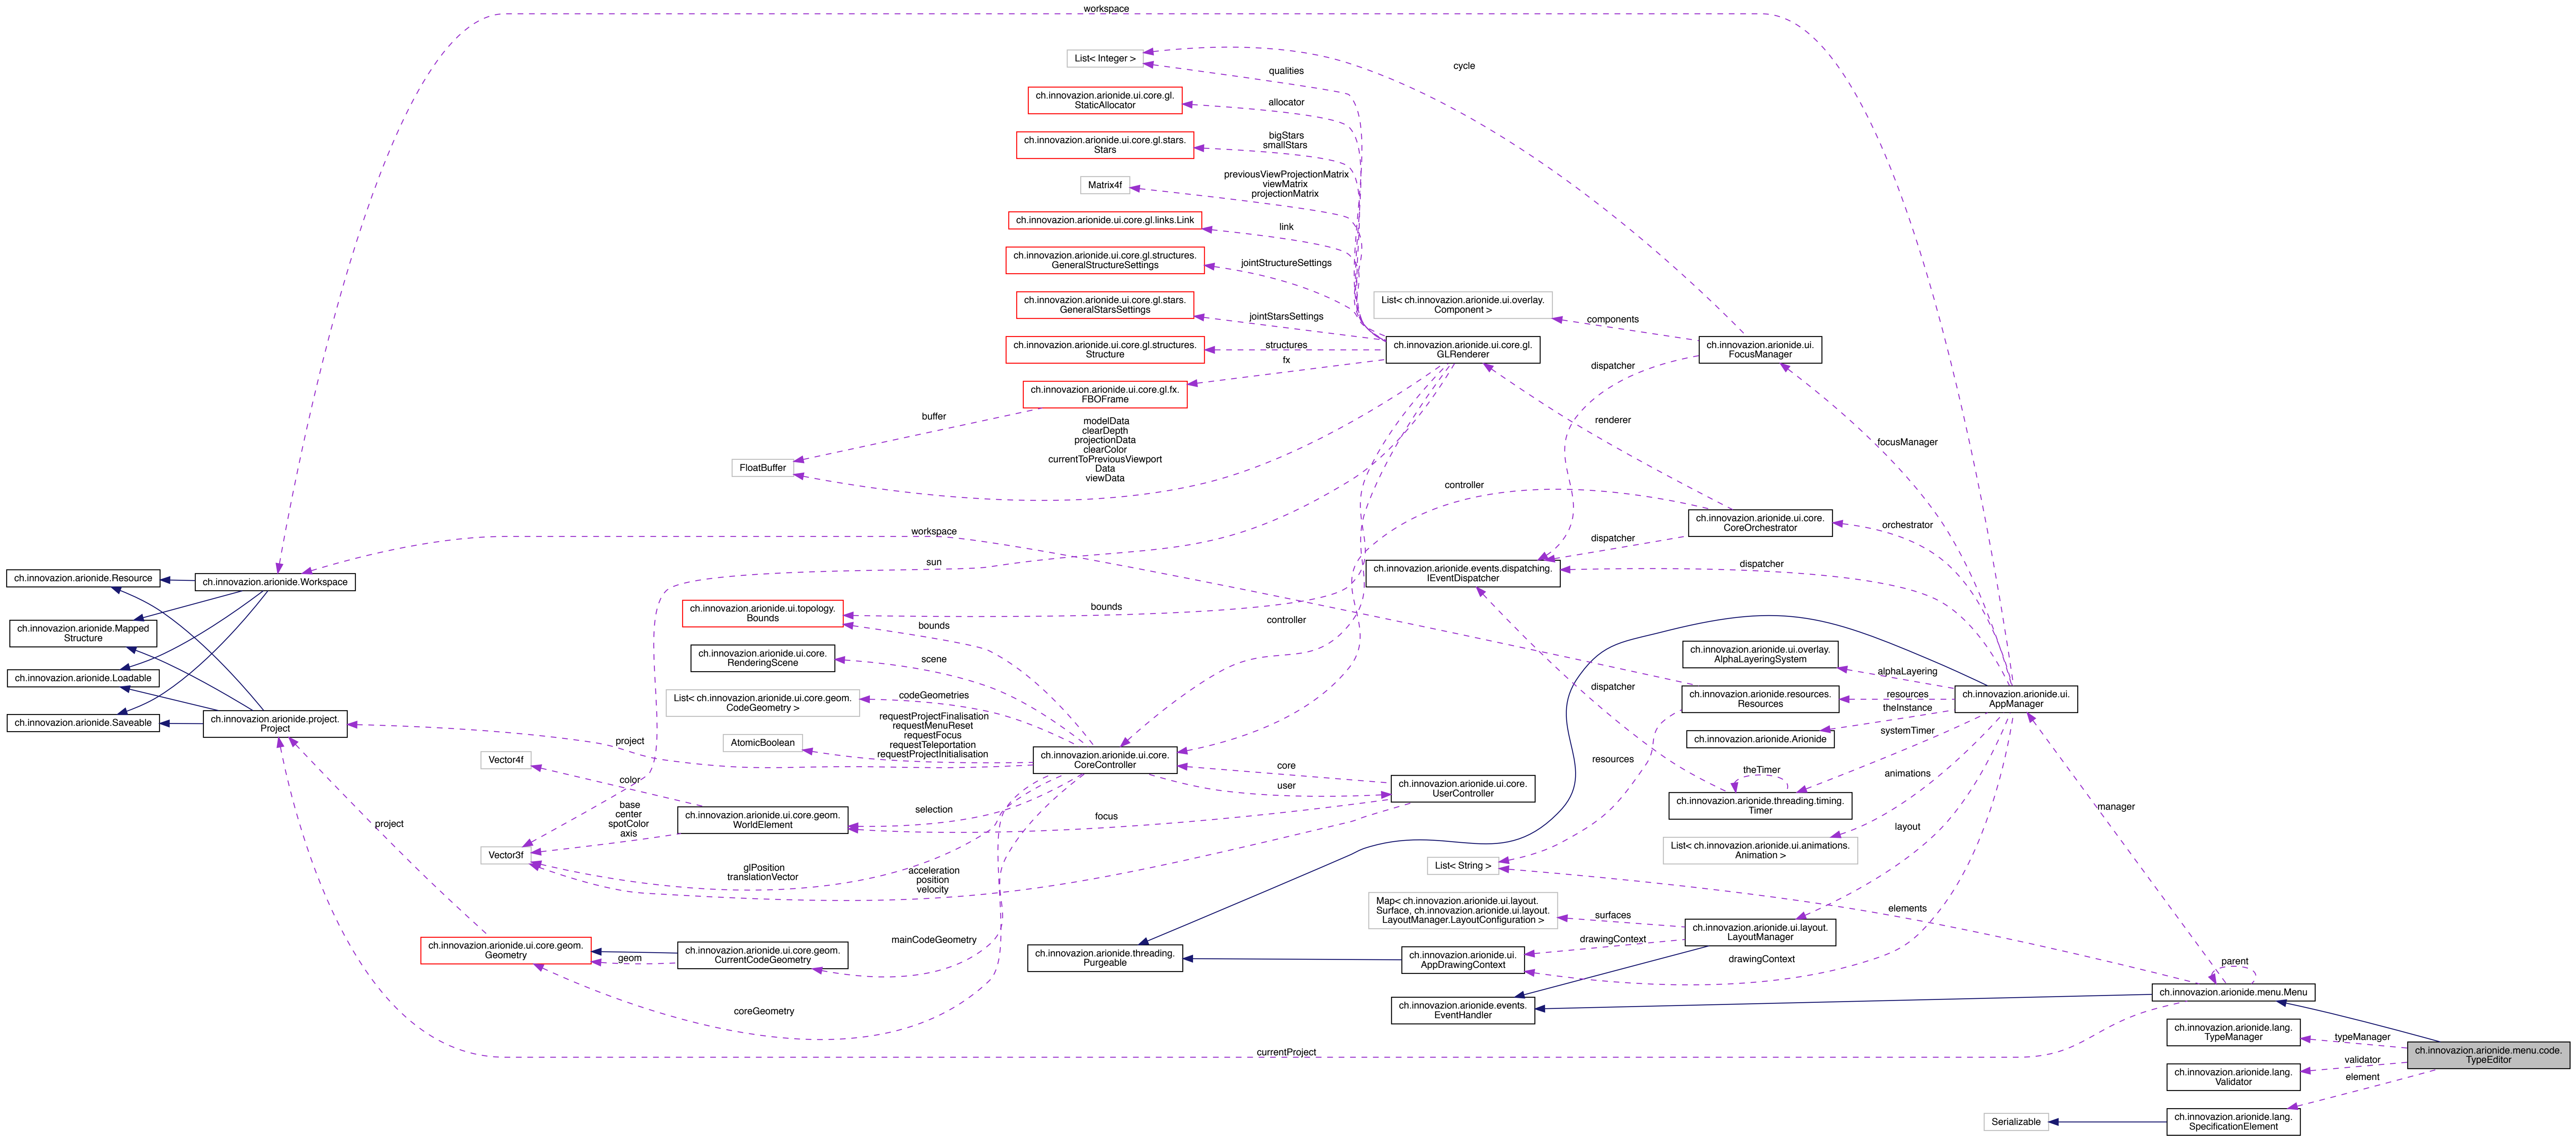 workspace
List< Integer >
cycle
qualities
ch.innovazion.arionide.ui.core.gl.
StaticAllocator
allocator
ch.innovazion.arionide.ui.core.gl.stars.
Stars
bigStars
smallStars
Matrix4f
previousViewProjectionMatrix
viewMatrix
projectionMatrix
ch.innovazion.arionide.ui.core.gl.links.Link
link
ch.innovazion.arionide.ui.core.gl.structures.
GeneralStructureSettings
jointStructureSettings
ch.innovazion.arionide.ui.core.gl.stars.
GeneralStarsSettings
jointStarsSettings
List< ch.innovazion.arionide.ui.overlay.
Component >
components
ch.innovazion.arionide.ui.core.gl.structures.
Structure
structures
fx
ch.innovazion.arionide.ui.core.gl.
GLRenderer
ch.innovazion.arionide.ui.
FocusManager
dispatcher
ch.innovazion.arionide.ui.core.gl.fx.
FBOFrame
buffer
modelData
clearDepth
projectionData
clearColor
currentToPreviousViewport
Data
viewData
renderer
focusManager
FloatBuffer
controller
ch.innovazion.arionide.ui.core.
CoreOrchestrator
orchestrator
workspace
dispatcher
sun
dispatcher
ch.innovazion.arionide.events.dispatching.
IEventDispatcher
ch.innovazion.arionide.Resource
ch.innovazion.arionide.Workspace
ch.innovazion.arionide.ui.topology.
Bounds
bounds
bounds
controller
ch.innovazion.arionide.Mapped
Structure
ch.innovazion.arionide.ui.core.
RenderingScene
scene
ch.innovazion.arionide.ui.overlay.
AlphaLayeringSystem
alphaLayering
ch.innovazion.arionide.Loadable
List< ch.innovazion.arionide.ui.core.geom.
CodeGeometry >
codeGeometries
dispatcher
ch.innovazion.arionide.resources.
Resources
resources
ch.innovazion.arionide.ui.
AppManager
theInstance
ch.innovazion.arionide.Saveable
ch.innovazion.arionide.project.
Project
requestProjectFinalisation
requestMenuReset
requestFocus
requestTeleportation
requestProjectInitialisation
project
AtomicBoolean
ch.innovazion.arionide.Arionide
systemTimer
Vector4f
color
ch.innovazion.arionide.ui.core.
CoreController
core
user
resources
theTimer
animations
ch.innovazion.arionide.ui.core.
UserController
ch.innovazion.arionide.threading.timing.
Timer
manager
base
center
spotColor
axis
ch.innovazion.arionide.ui.core.geom.
WorldElement
selection
focus
project
layout
Vector3f
List< ch.innovazion.arionide.ui.animations.
Animation >
glPosition
translationVector
acceleration
position
velocity
List< String >
Map< ch.innovazion.arionide.ui.layout.
Surface, ch.innovazion.arionide.ui.layout.
LayoutManager.LayoutConfiguration >
surfaces
elements
ch.innovazion.arionide.ui.layout.
LayoutManager
mainCodeGeometry
drawingContext
ch.innovazion.arionide.ui.core.geom.
Geometry
geom
ch.innovazion.arionide.ui.core.geom.
CurrentCodeGeometry
ch.innovazion.arionide.threading.
Purgeable
ch.innovazion.arionide.ui.
AppDrawingContext
drawingContext
parent
ch.innovazion.arionide.menu.Menu
coreGeometry
ch.innovazion.arionide.events.
EventHandler
ch.innovazion.arionide.lang.
TypeManager
typeManager
currentProject
ch.innovazion.arionide.menu.code.
TypeEditor
validator
ch.innovazion.arionide.lang.
Validator
element
Serializable
ch.innovazion.arionide.lang.
SpecificationElement